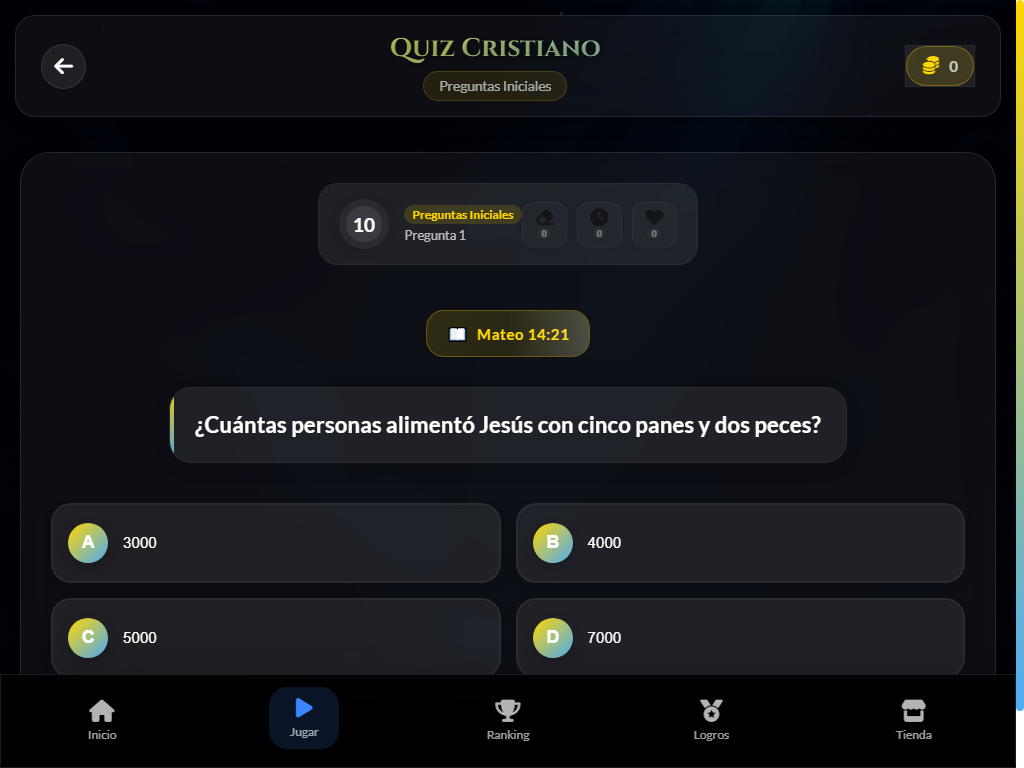 Quiz Cristiano
Preguntas Iniciales
0
10
Preguntas Iniciales
Pregunta 1
0
0
0
Mateo 14:21
¿Cuántas personas alimentó Jesús con cinco panes y dos peces?
A 3000
B 4000
C 5000
D 7000
Inicio
Jugar
Ranking
Logros
Tienda